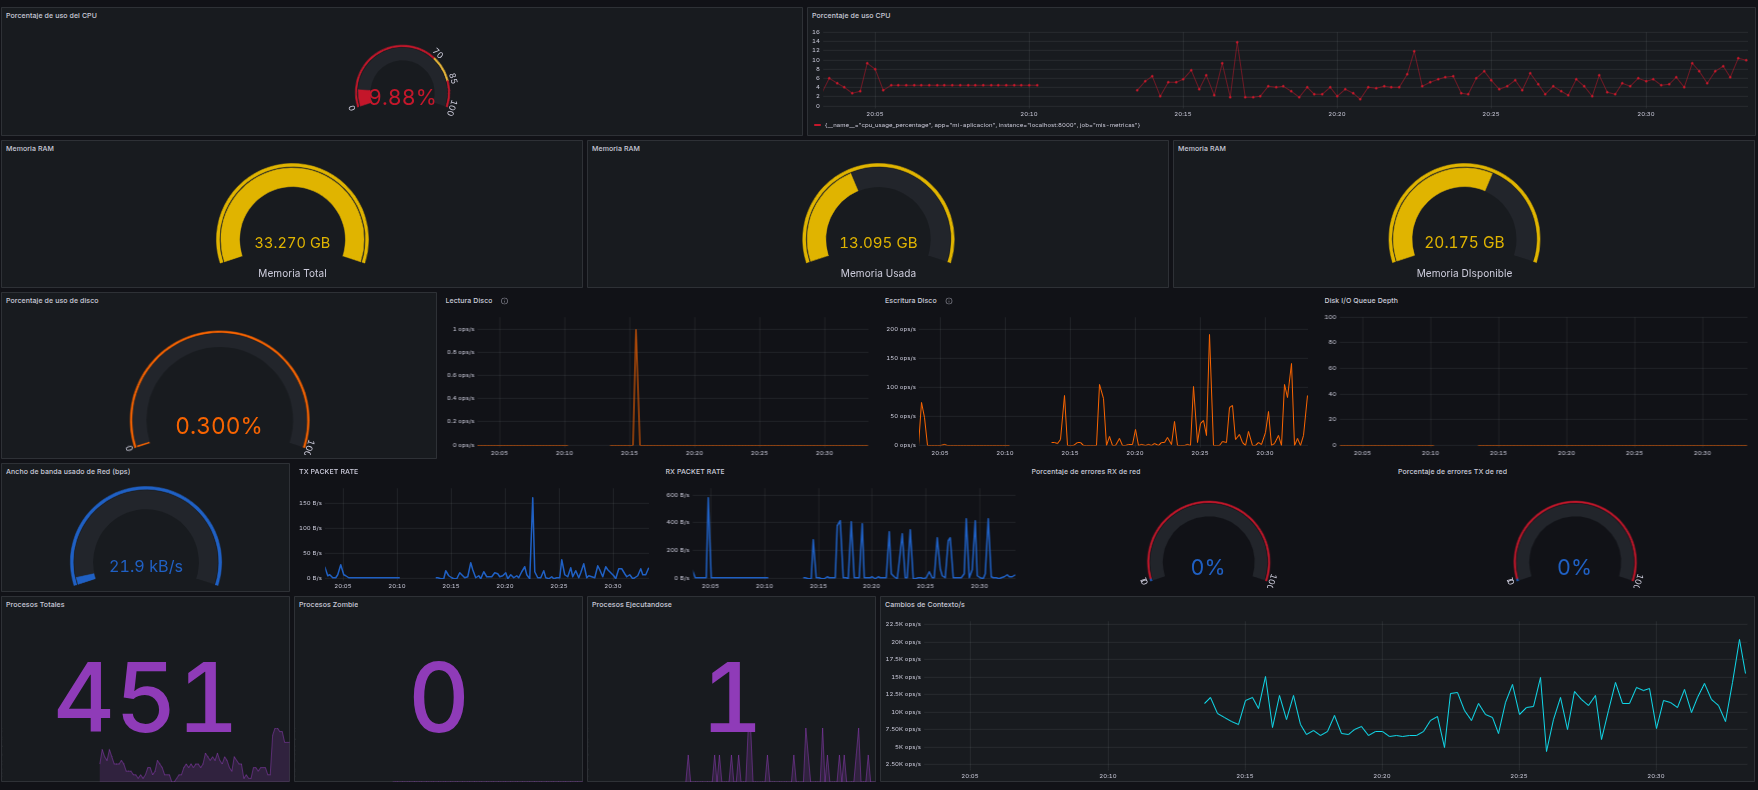 Porcentaje de uso del CPU
70
85
0
100
9.88%
Porcentaje de uso CPU
16
14
12
10
8
6
4
2
0
20:05 20:10 20:15 20:20 20:25 20:30
{__name__="cpu_usage_percentage", app="mi-aplicacion", instance="localhost:8000", job="mis-metricas"}
Memoria RAM
33.270 GB
Memoria Total
Memoria RAM
13.095 GB
Memoria Usada
Memoria RAM
20.175 GB
Memoria DIsponible
Porcentaje de uso de disco
0.300%
0
100
Lectura Disco
1 ops/s
0.8 ops/s
0.6 ops/s
0.4 ops/s
0.2 ops/s
0 ops/s
20:05 20:10 20:15 20:20 20:25 20:30
Escritura Disco
200 ops/s
150 ops/s
100 ops/s
50 ops/s
0 ops/s
20:05 20:10 20:15 20:20 20:25 20:30
Disk I/O Queue Depth
100
80
60
40
20
0
20:05 20:10 20:15 20:20 20:25 20:30
Ancho de banda usado de Red (bps)
21.9 kB/s
TX PACKET RATE
150 B/s
100 B/s
50 B/s
0 B/s
20:05 20:10 20:15 20:20 20:25 20:30
RX PACKET RATE
600 B/s
400 B/s
200 B/s
0 B/s
20:05 20:10 20:15 20:20 20:25 20:30
Porcentaje de errores RX de red
0%
100
Porcentaje de errores TX de red
0%
100
Procesos Totales
451
Procesos Zombie
0
Procesos Ejecutandose
1
Cambios de Contexto/s
22.5K ops/s
20K ops/s
17.5K ops/s
15K ops/s
12.5K ops/s
10K ops/s
7.50K ops/s
5K ops/s
2.50K ops/s
20:05 20:10 20:15 20:20 20:25 20:30